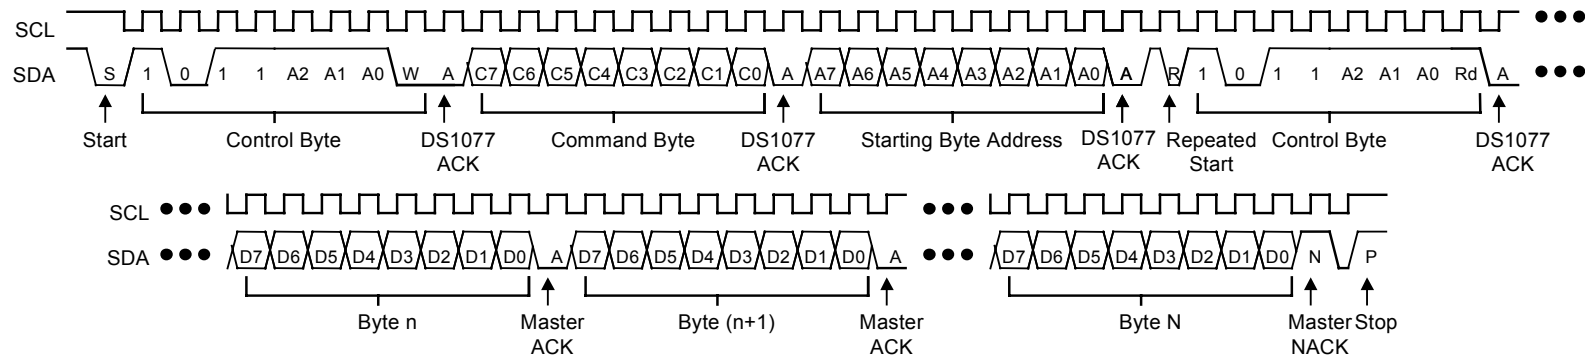 SCL
SDA S 1 0 1 1 A2 A1 A0 W A C7 C6 C5 C4 C3 C2 C1 C0 A A7 A6 A5 A4 A3 A2 A1 A0 A R 1 0 1 1 A2 A1 A0 Rd A
Start Control Byte DS1077 Command Byte DS1077 Starting Byte Address DS1077 Repeated Control Byte DS1077
ACK ACK ACK Start ACK
SCL
SDA D7 D6 D5 D4 D3 D2 D1 D0 A D7 D6 D5 D4 D3 D2 D1 D0 A D7 D6 D5 D4 D3 D2 D1 D0 N P
Byte n Master Byte (n+1) Master Byte N Master Stop
ACK ACK NACK